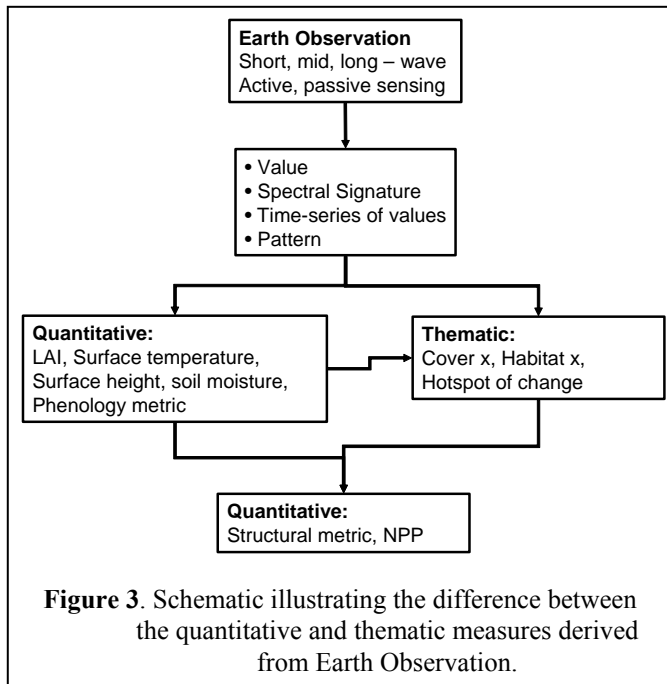 Earth Observation
Short, mid, long – wave
Active, passive sensing
• Value
• Spectral Signature
• Time-series of values
• Pattern
Quantitative:
LAI, Surface temperature,
Surface height, soil moisture,
Phenology metric
Thematic:
Cover x, Habitat x,
Hotspot of change
Quantitative:
Structural metric, NPP
Figure 3. Schematic illustrating the difference between
the quantitative and thematic measures derived
from Earth Observation.